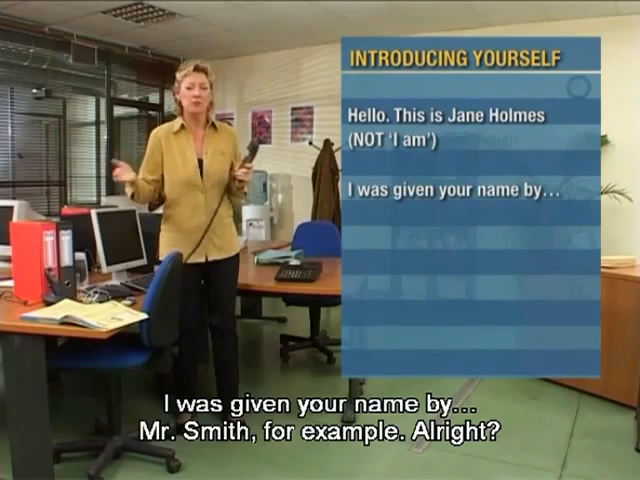 INTRODUCING YOURSELF
Hello. This is Jane Holmes
(NOT ‘I am’)
I was given your name by…
I was given your name by…
Mr. Smith, for example. Alright?